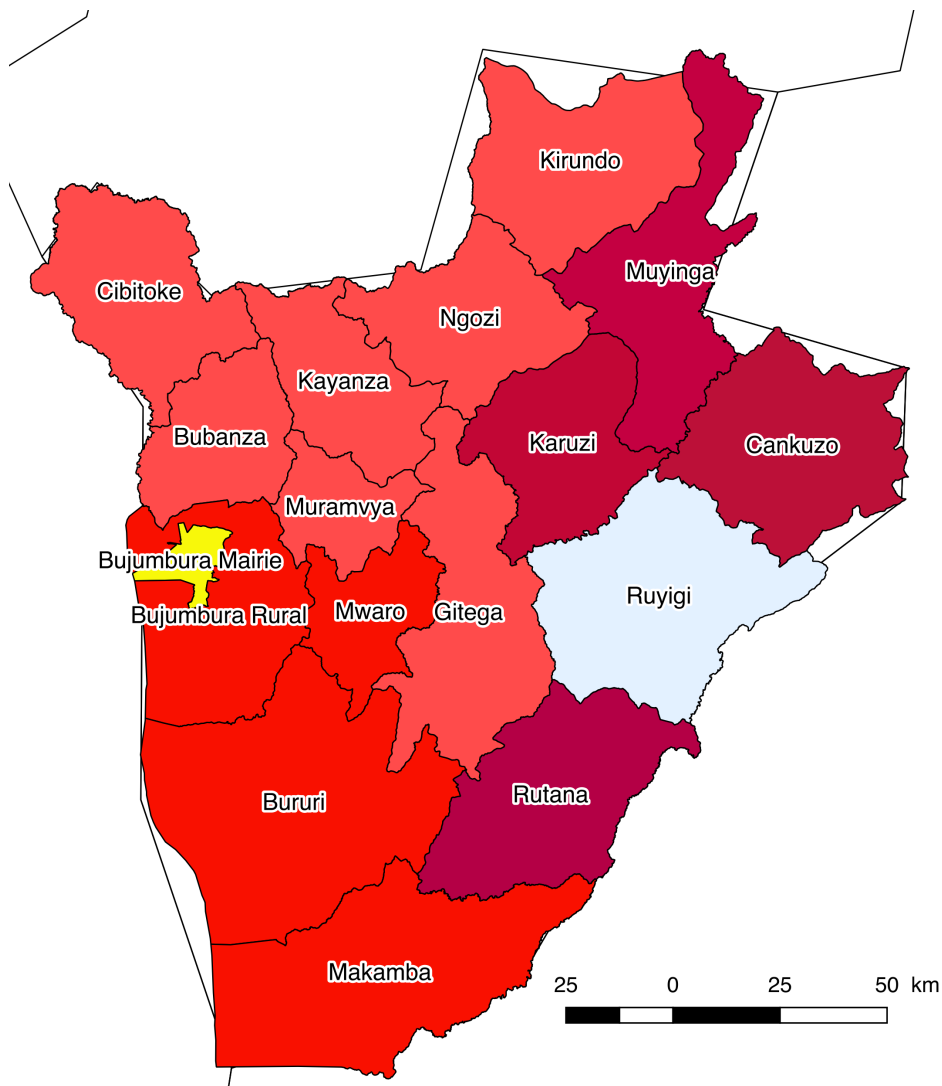 Kirundo
Muyinga
Cibitoke
Ngozi
Kayanza
Bubanza
Karuzi
Cankuzo
Muramvya
Bujumbura Mairie
Ruyigi
Bujumbura Rural
Mwaro
Gitega
Rutana
Bururi
Makamba
25 0 25 50 km